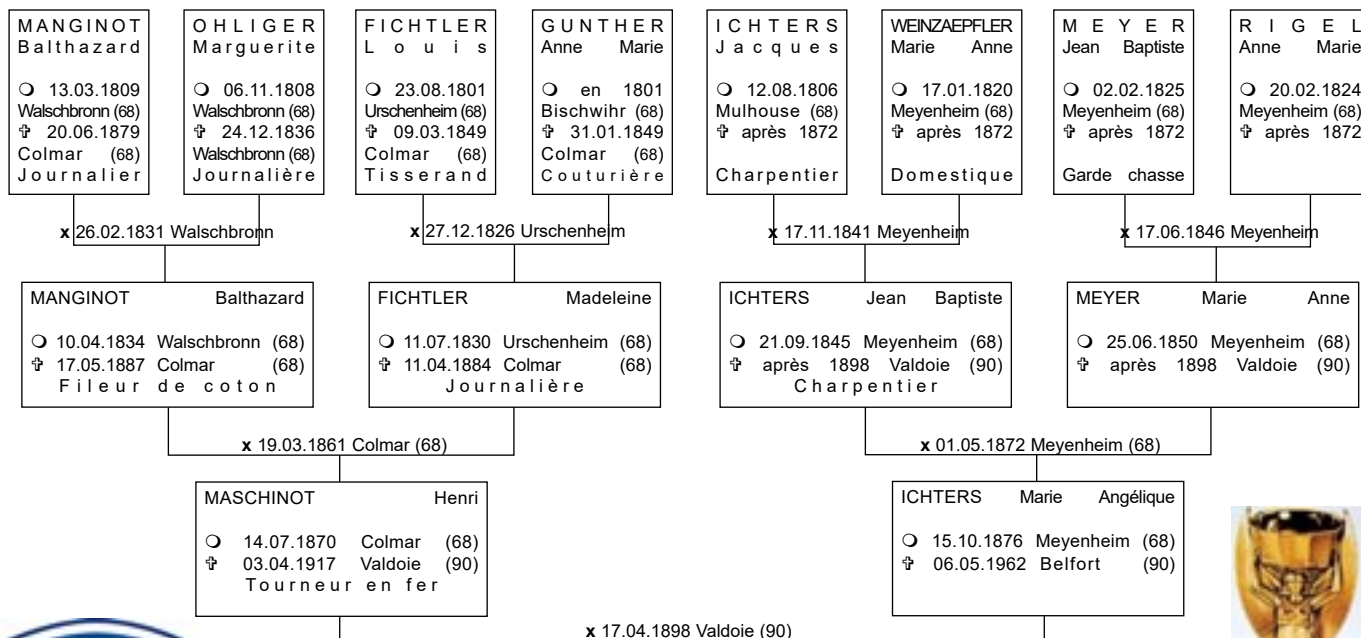 MANGINOT
Balthazard
O 13.03.1809
Walschbronn (68)
✞ 20.06.1879
Colmar (68)
Journalier
OHLIGER
Marguerite
O 06.11.1808
Walschbronn (68)
✞ 24.12.1836
Walschbronn (68)
Journalière
FICHTLER
Louis
O 23.08.1801
Urschenheim (68)
✞ 09.03.1849
Colmar (68)
Tisserand
GUNTHER
Anne Marie
O en 1801
Bischwihr (68)
✞ 31.01.1849
Colmar (68)
Couturière
ICHTERS
Jacques
O 12.08.1806
Mulhouse (68)
✞ après 1872
Charpentier
WEINZAEPFLER
Marie Anne
O 17.01.1820
Meyenheim (68)
✞ après 1872
Domestique
MEYER
Jean Baptiste
O 02.02.1825
Meyenheim (68)
✞ après 1872
Garde chasse
RIGEL
Anne Marie
O 20.02.1824
Meyenheim (68)
✞ après 1872
x 26.02.1831 Walschbronn
x 27.12.1826 Urschenheim
x 17.11.1841 Meyenheim
x 17.06.1846 Meyenheim
MANGINOT Balthazard
O 10.04.1834 Walschbronn (68)
✞ 17.05.1887 Colmar (68)
Fileur de coton
FICHTLER Madeleine
O 11.07.1830 Urschenheim (68)
✞ 11.04.1884 Colmar (68)
Journalière
ICHTERS Jean Baptiste
O 21.09.1845 Meyenheim (68)
✞ après 1898 Valdoie (90)
Charpentier
MEYER Marie Anne
O 25.06.1850 Meyenheim (68)
✞ après 1898 Valdoie (90)
x 19.03.1861 Colmar (68)
x 01.05.1872 Meyenheim (68)
MASCHINOT Henri
O 14.07.1870 Colmar (68)
✞ 03.04.1917 Valdoie (90)
Tourneur en fer
ICHTERS Marie Angélique
O 15.10.1876 Meyenheim (68)
✞ 06.05.1962 Belfort (90)
x 17.04.1898 Valdoie (90)